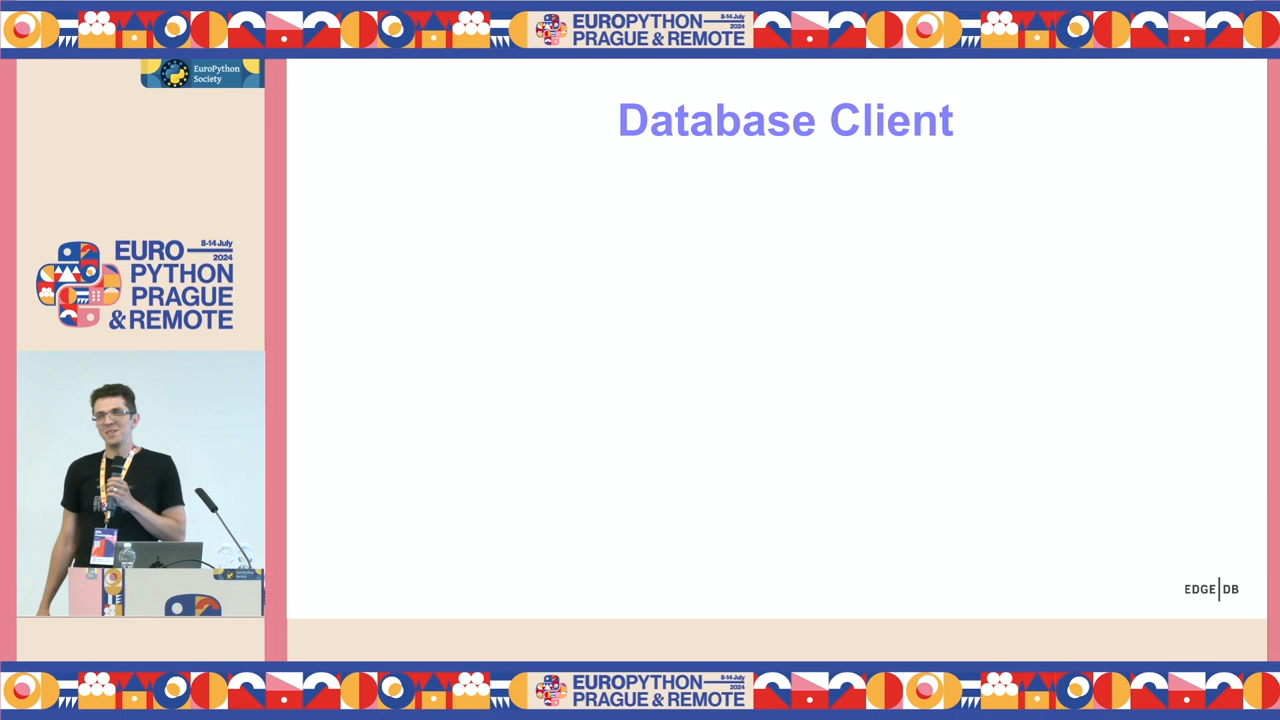 EUROPYTHON
8-14 July
2024
PRAGUE & REMOTE
EuroPython
Society
Database Client
EURO
8-14 July
2024
PYTHON
PRAGUE
& REMOTE
EDGE|DB
EUROPYTHON
8-14 July
2024
PRAGUE & REMOTE